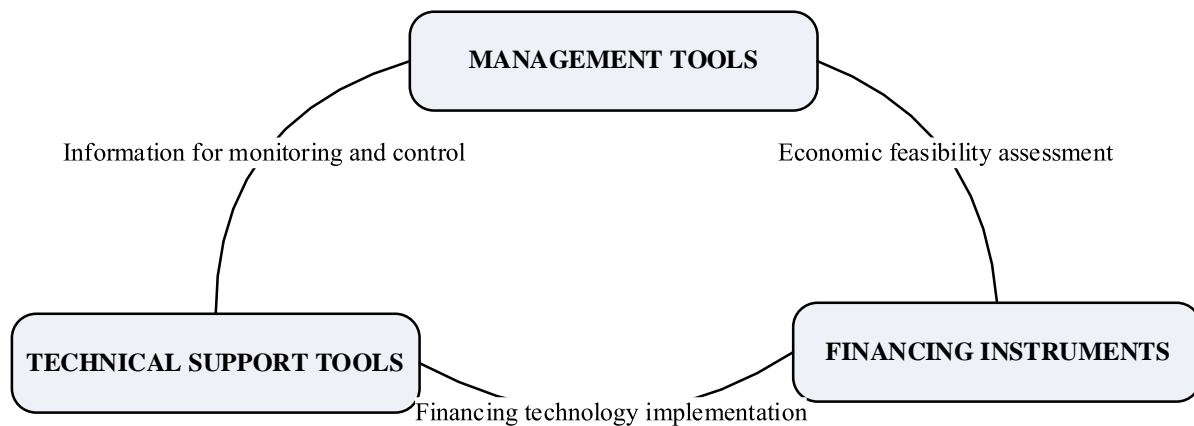 MANAGEMENT TOOLS
Information for monitoring and control
Economic feasibility assessment
TECHNICAL SUPPORT TOOLS
FINANCING INSTRUMENTS
Financing technology implementation